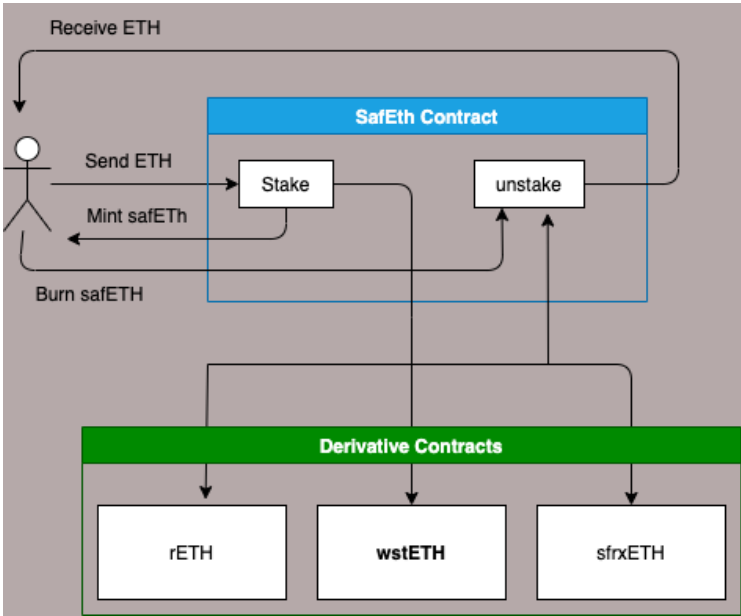 Receive ETH
SafEth Contract
Send ETH
Stake
unstake
Mint safETh
Burn safETH
Derivative Contracts
rETH
wstETH
sfrxETH